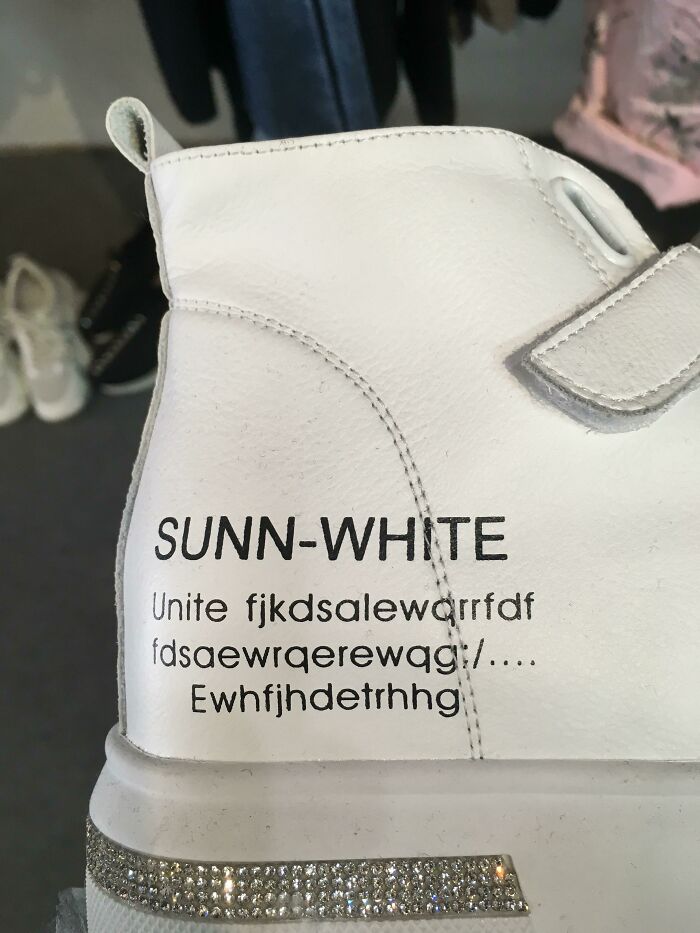 SUNN-WHITE
Unite fjkdsalewqrrfdf
fdsaewrqerewqg:/....
Ewhfjhdetrhhg